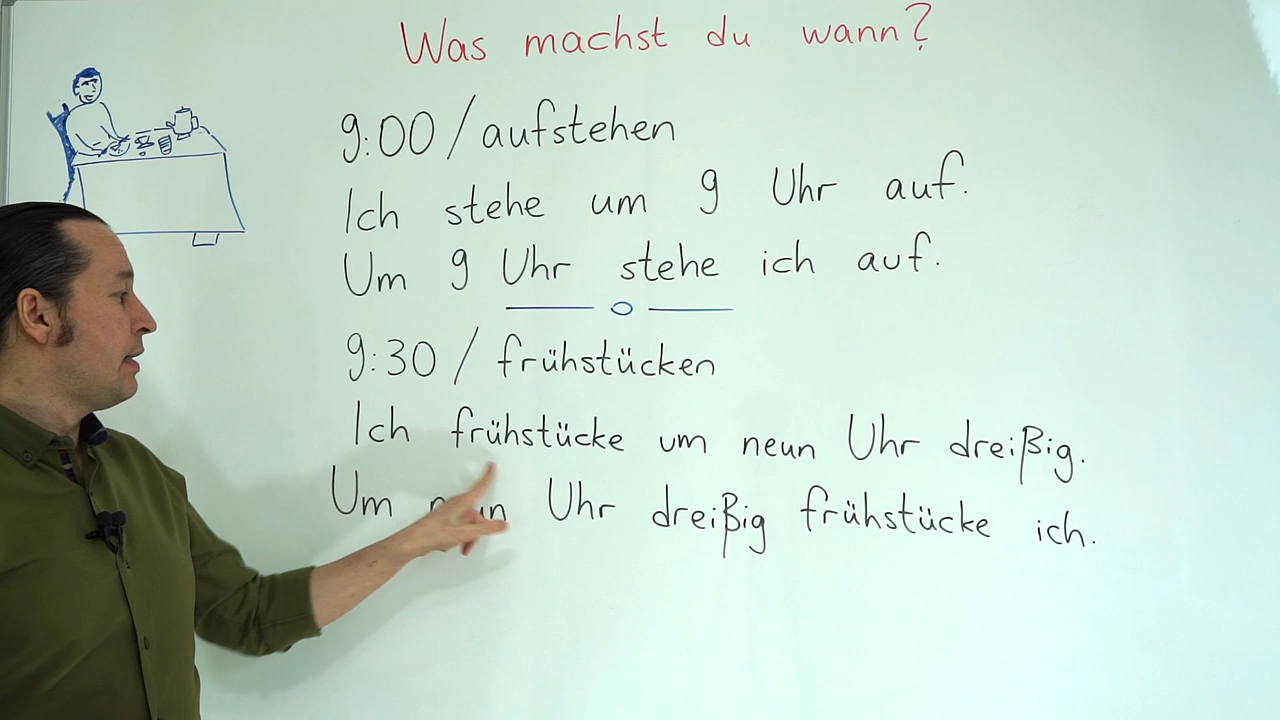 Was machst du wann?
9:00 / aufstehen
Ich stehe um 9 Uhr auf.
Um 9 Uhr stehe ich auf.
9:30 / frühstücken
Ich frühstücke um neun Uhr dreißig.
Um neun Uhr dreißig frühstücke ich.